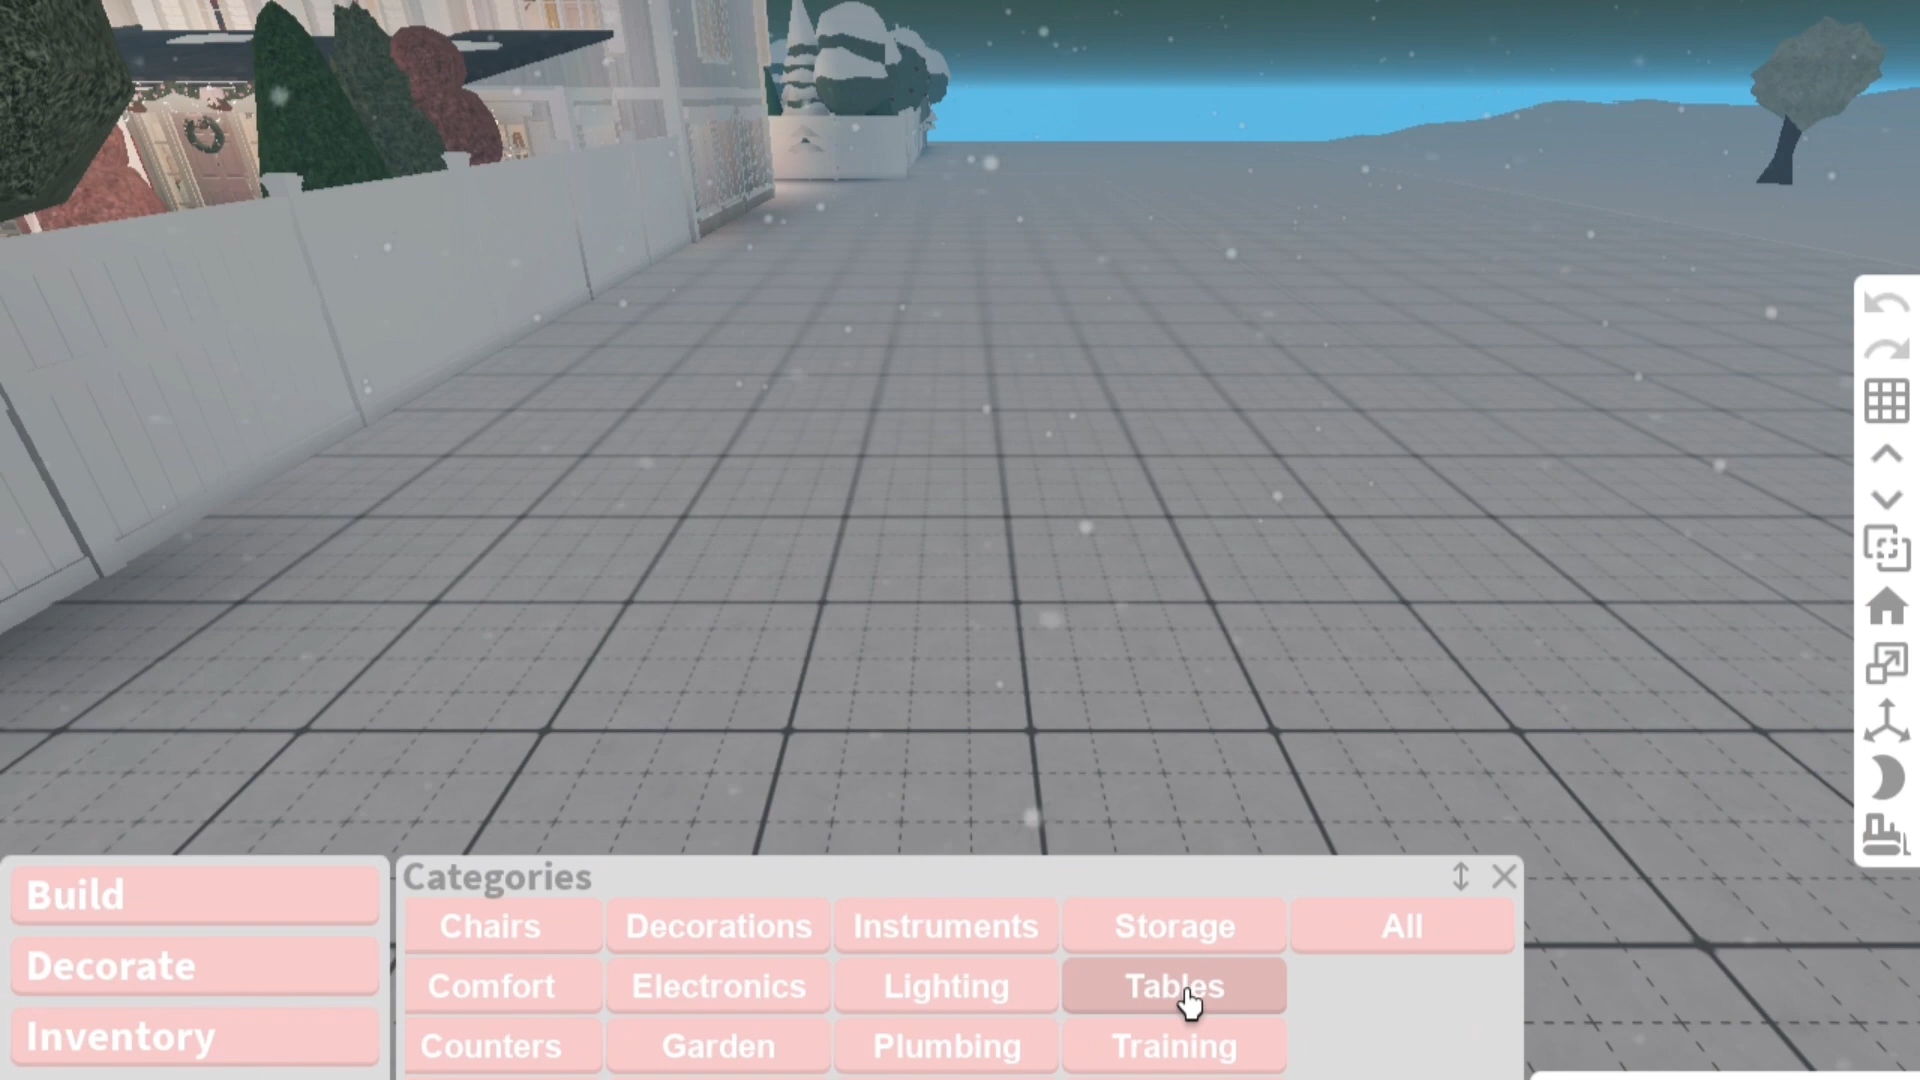 Build
Decorate
Inventory
Categories
Chairs Decorations Instruments Storage All
Comfort Electronics Lighting Tables
Counters Garden Plumbing Training